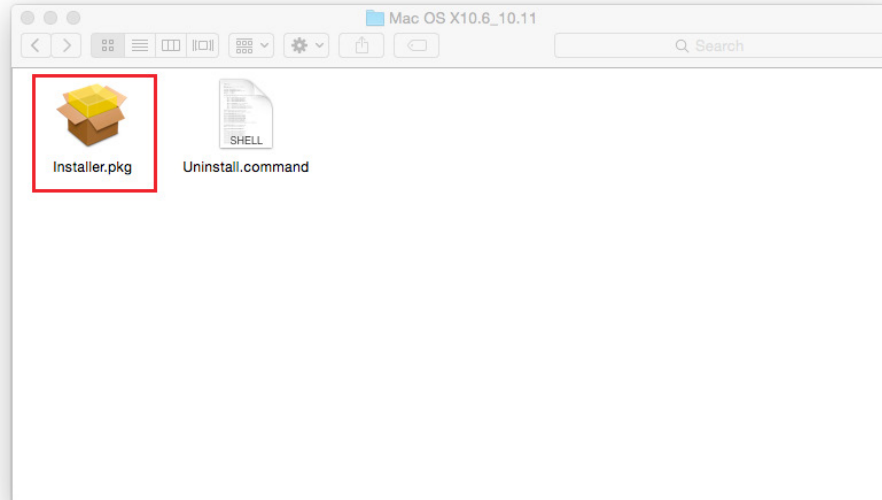 Mac OS X10.6_10.11
Search
SHELL
Installer.pkg
Uninstall.command